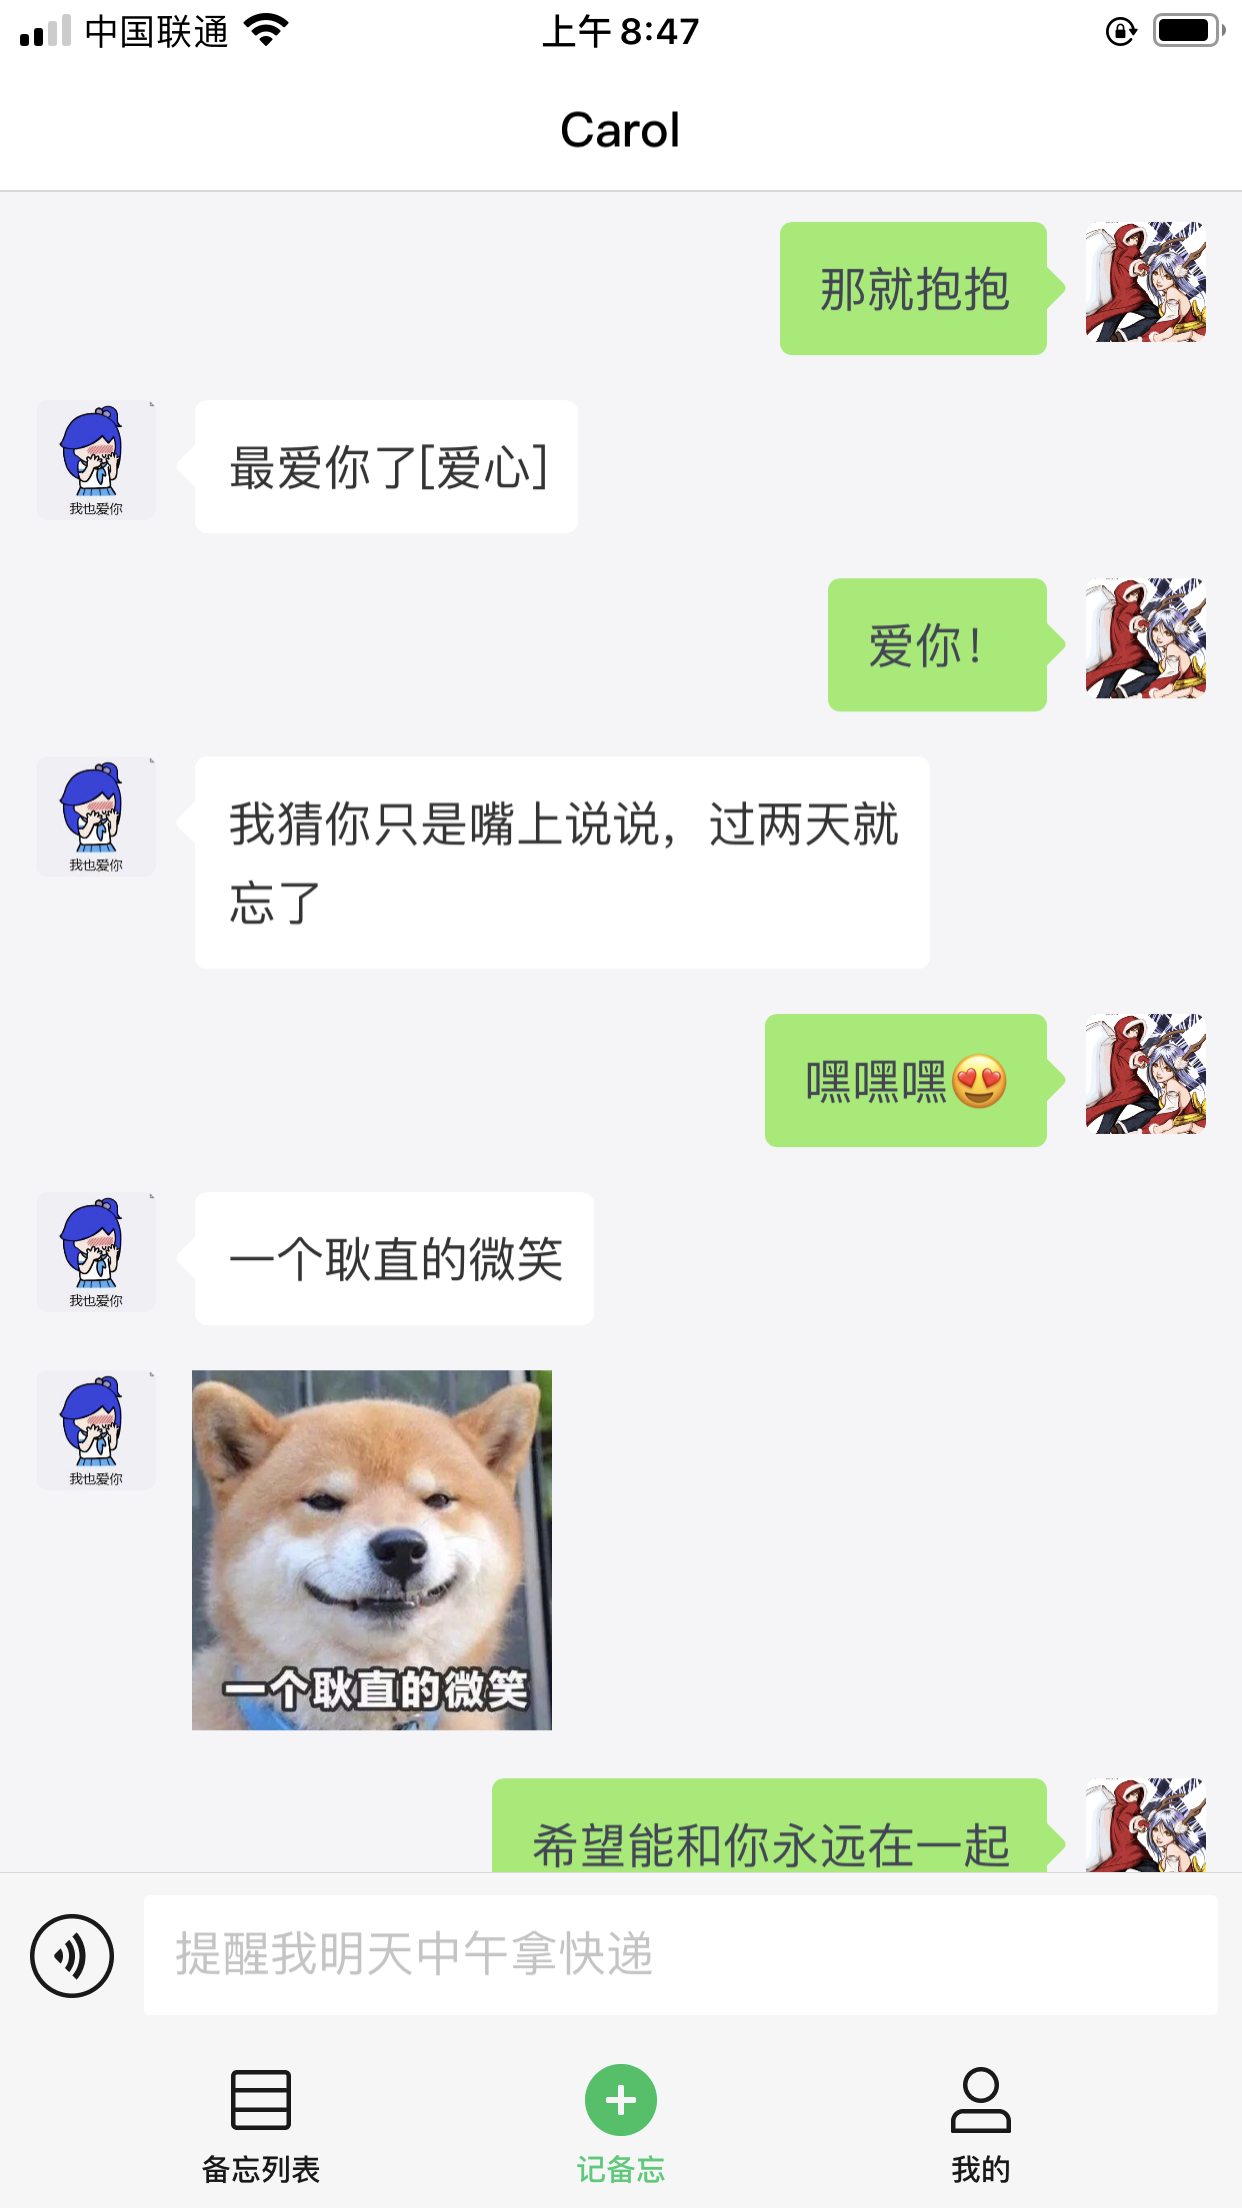 中国联通
上午8:47
Carol
那就抱抱
最爱你了[爱心]
我也爱你
爱你！
我猜你只是嘴上说说，过两天就
忘了
我也爱你
嘿嘿嘿😍
一个耿直的微笑
我也爱你
我也爱你
一个耿直的微笑
希望能和你永远在一起
提醒我明天中午拿快递
备忘列表
记备忘
我的